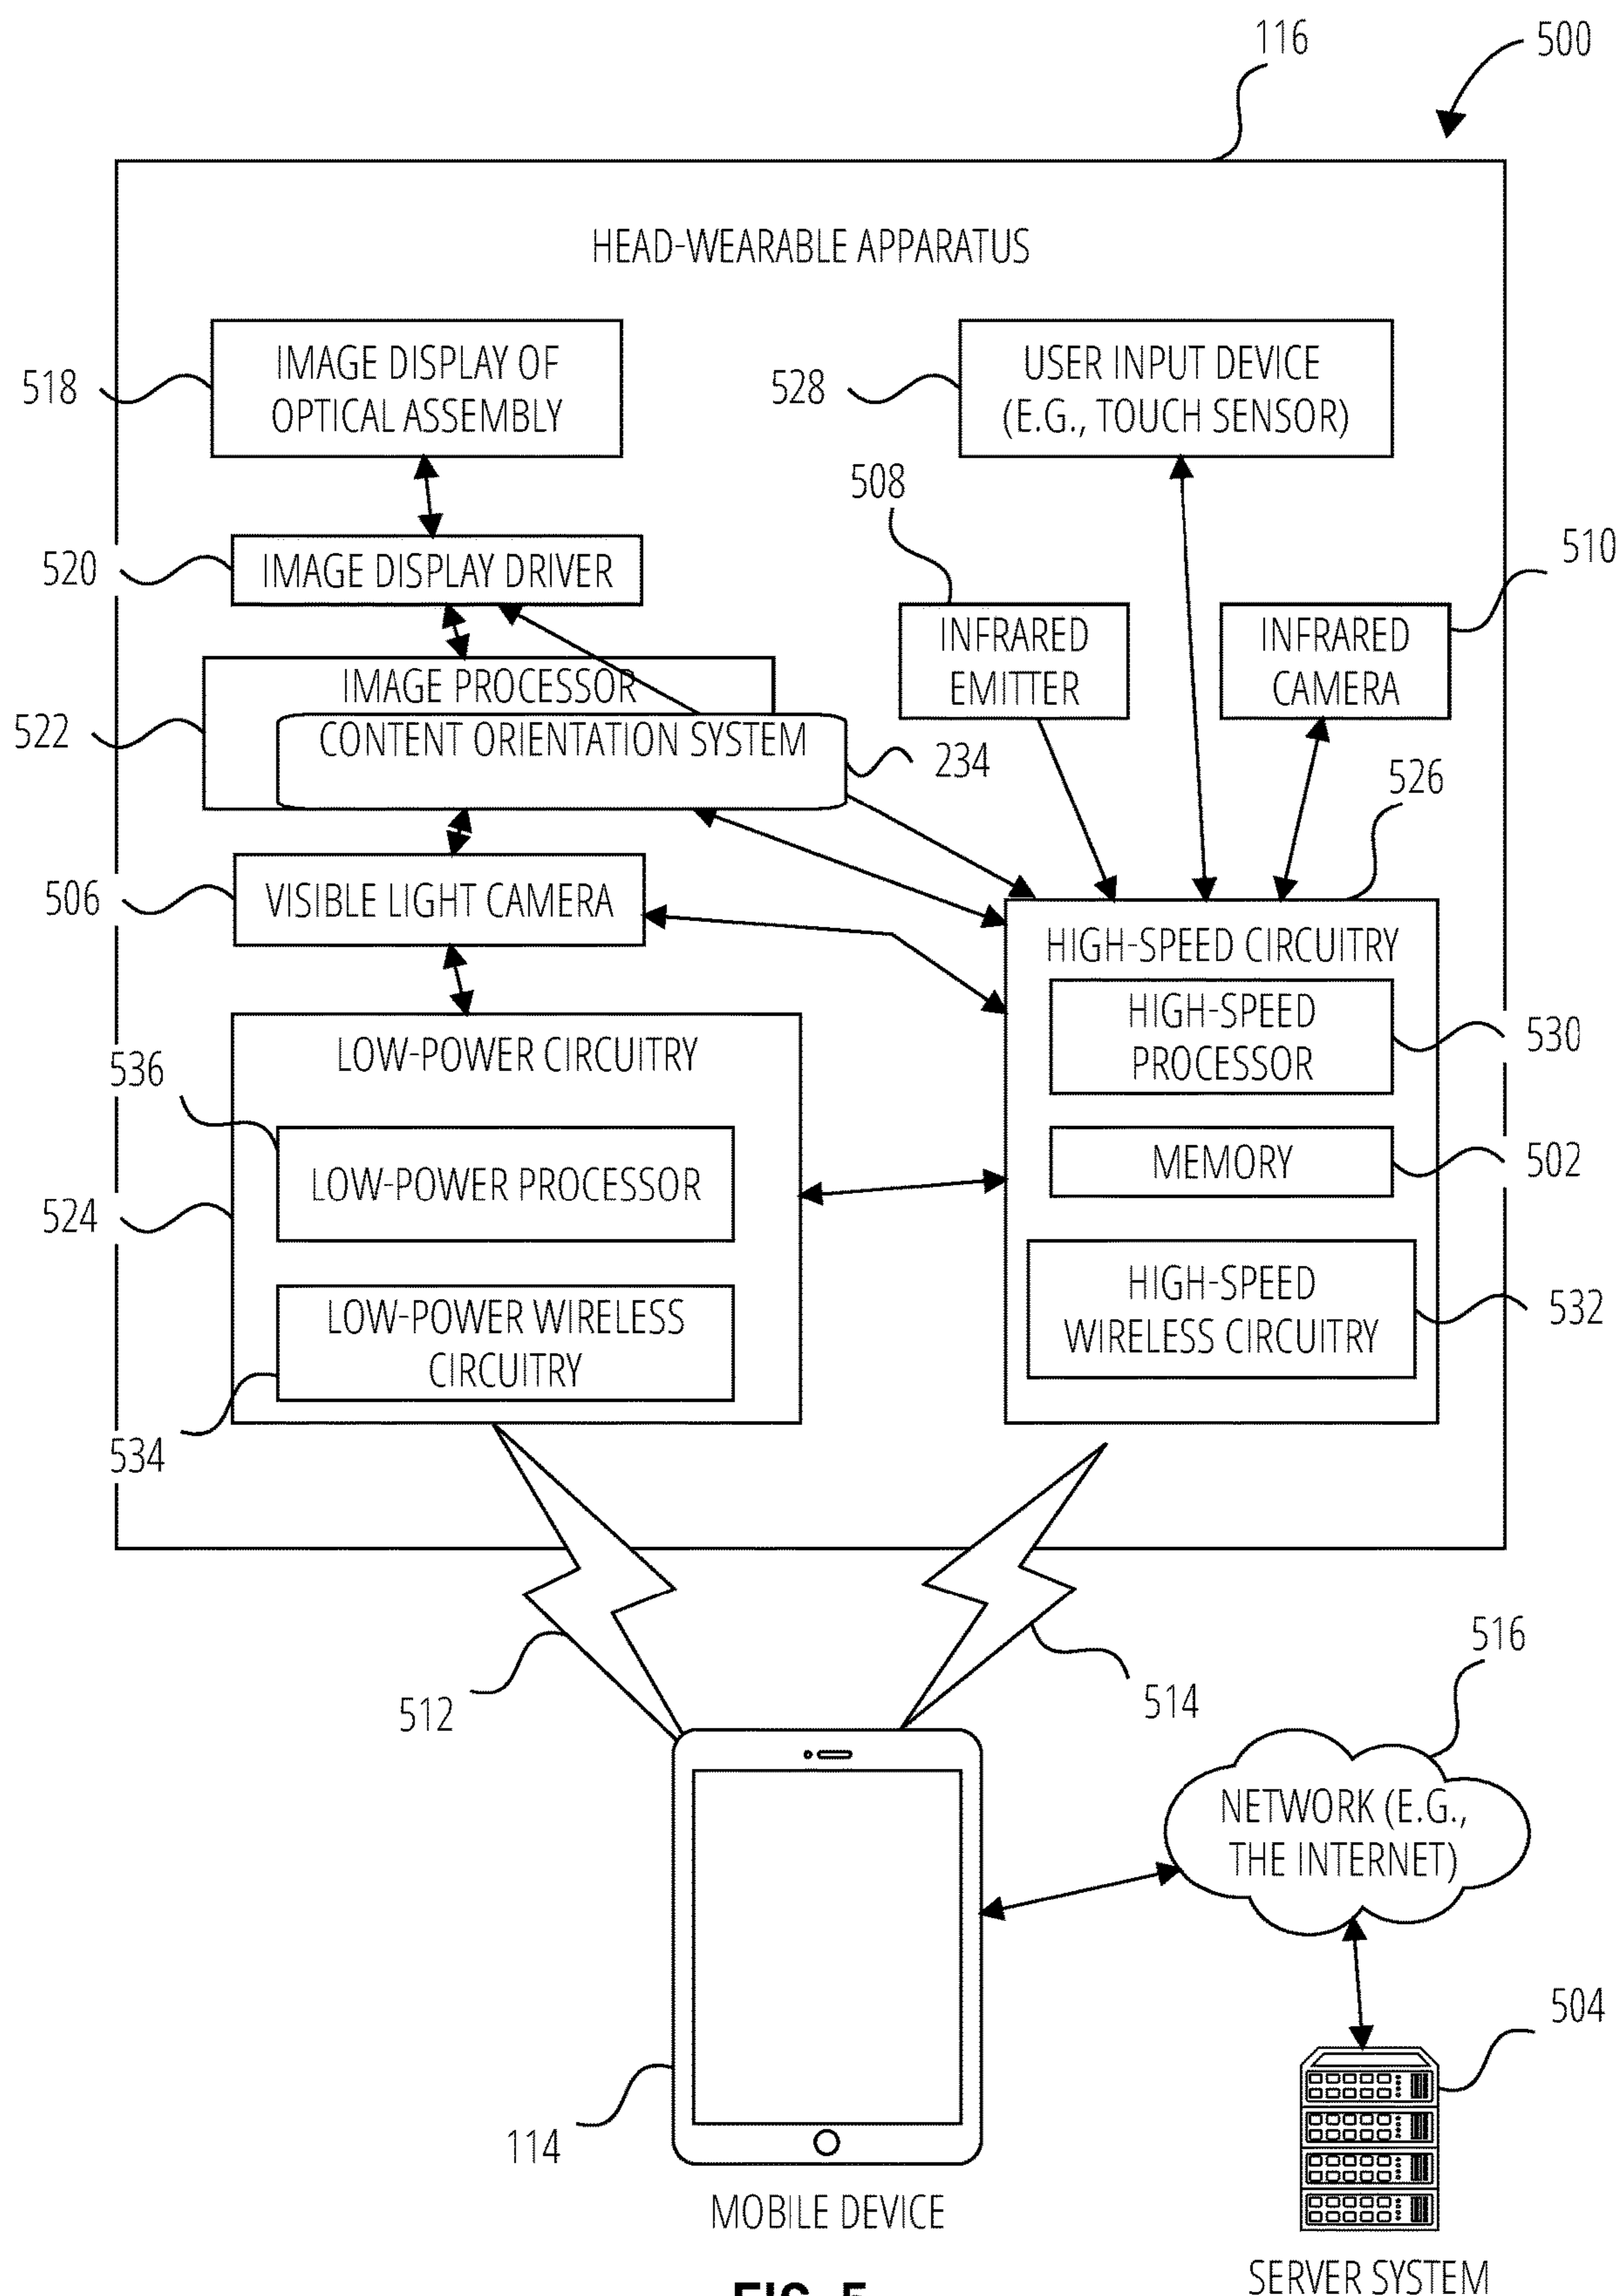 116
500
HEAD-WEARABLE APPARATUS
IMAGE DISPLAY OF
OPTICAL ASSEMBLY
518
USER INPUT DEVICE
(E.G., TOUCH SENSOR)
528
508
510
520
IMAGE DISPLAY DRIVER
INFRARED
EMITTER
INFRARED
CAMERA
IMAGE PROCESSOR
522
CONTENT ORIENTATION SYSTEM
234
526
506
VISIBLE LIGHT CAMERA
HIGH-SPEED CIRCUITRY
HIGH-SPEED
PROCESSOR
530
LOW-POWER CIRCUITRY
536
LOW-POWER PROCESSOR
MEMORY
502
524
LOW-POWER WIRELESS
CIRCUITRY
HIGH-SPEED
WIRELESS CIRCUITRY
532
534
512
514
516
NETWORK (E.G.,
THE INTERNET)
504
114
MOBILE DEVICE
SERVER SYSTEM
FIG. 5